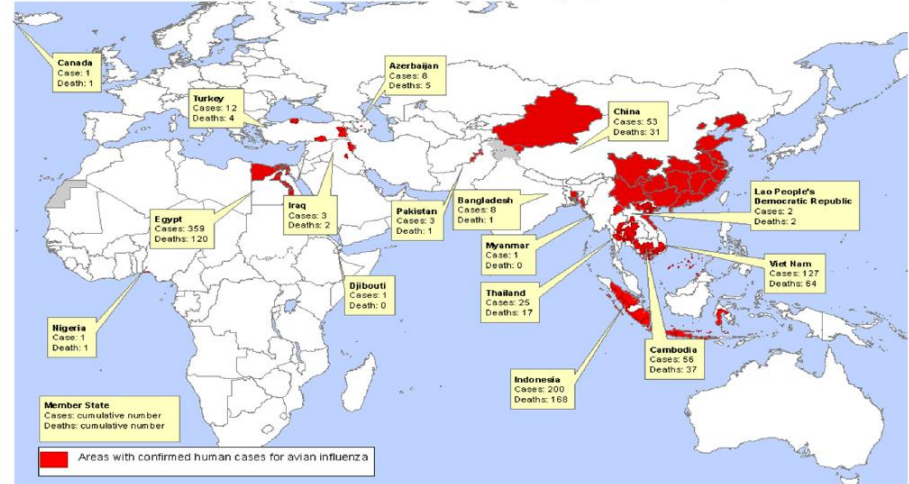 Canada
Case: 1
Death: 1
Azerbaijan
Cases: 8
Deaths: 5
Turkey
Cases: 12
Deaths: 4
China
Cases: 53
Deaths: 31
Egypt
Cases: 359
Deaths: 120
Iraq
Cases: 3
Deaths: 2
Pakistan
Cases: 3
Death: 1
Bangladesh
Cases: 8
Death: 1
Lao People's
Democratic Republic
Cases: 2
Deaths: 2
Myanmar
Case: 1
Death: 0
Viet Nam
Cases: 127
Deaths: 64
Djibouti
Cases: 1
Death: 0
Thailand
Cases: 25
Deaths: 17
Nigeria
Case: 1
Death: 1
Cambodia
Cases: 56
Deaths: 37
Indonesia
Cases: 200
Deaths: 168
Member State
Cases: cumulative number
Deaths: cumulative number
Areas with confirmed human cases for avian influenza